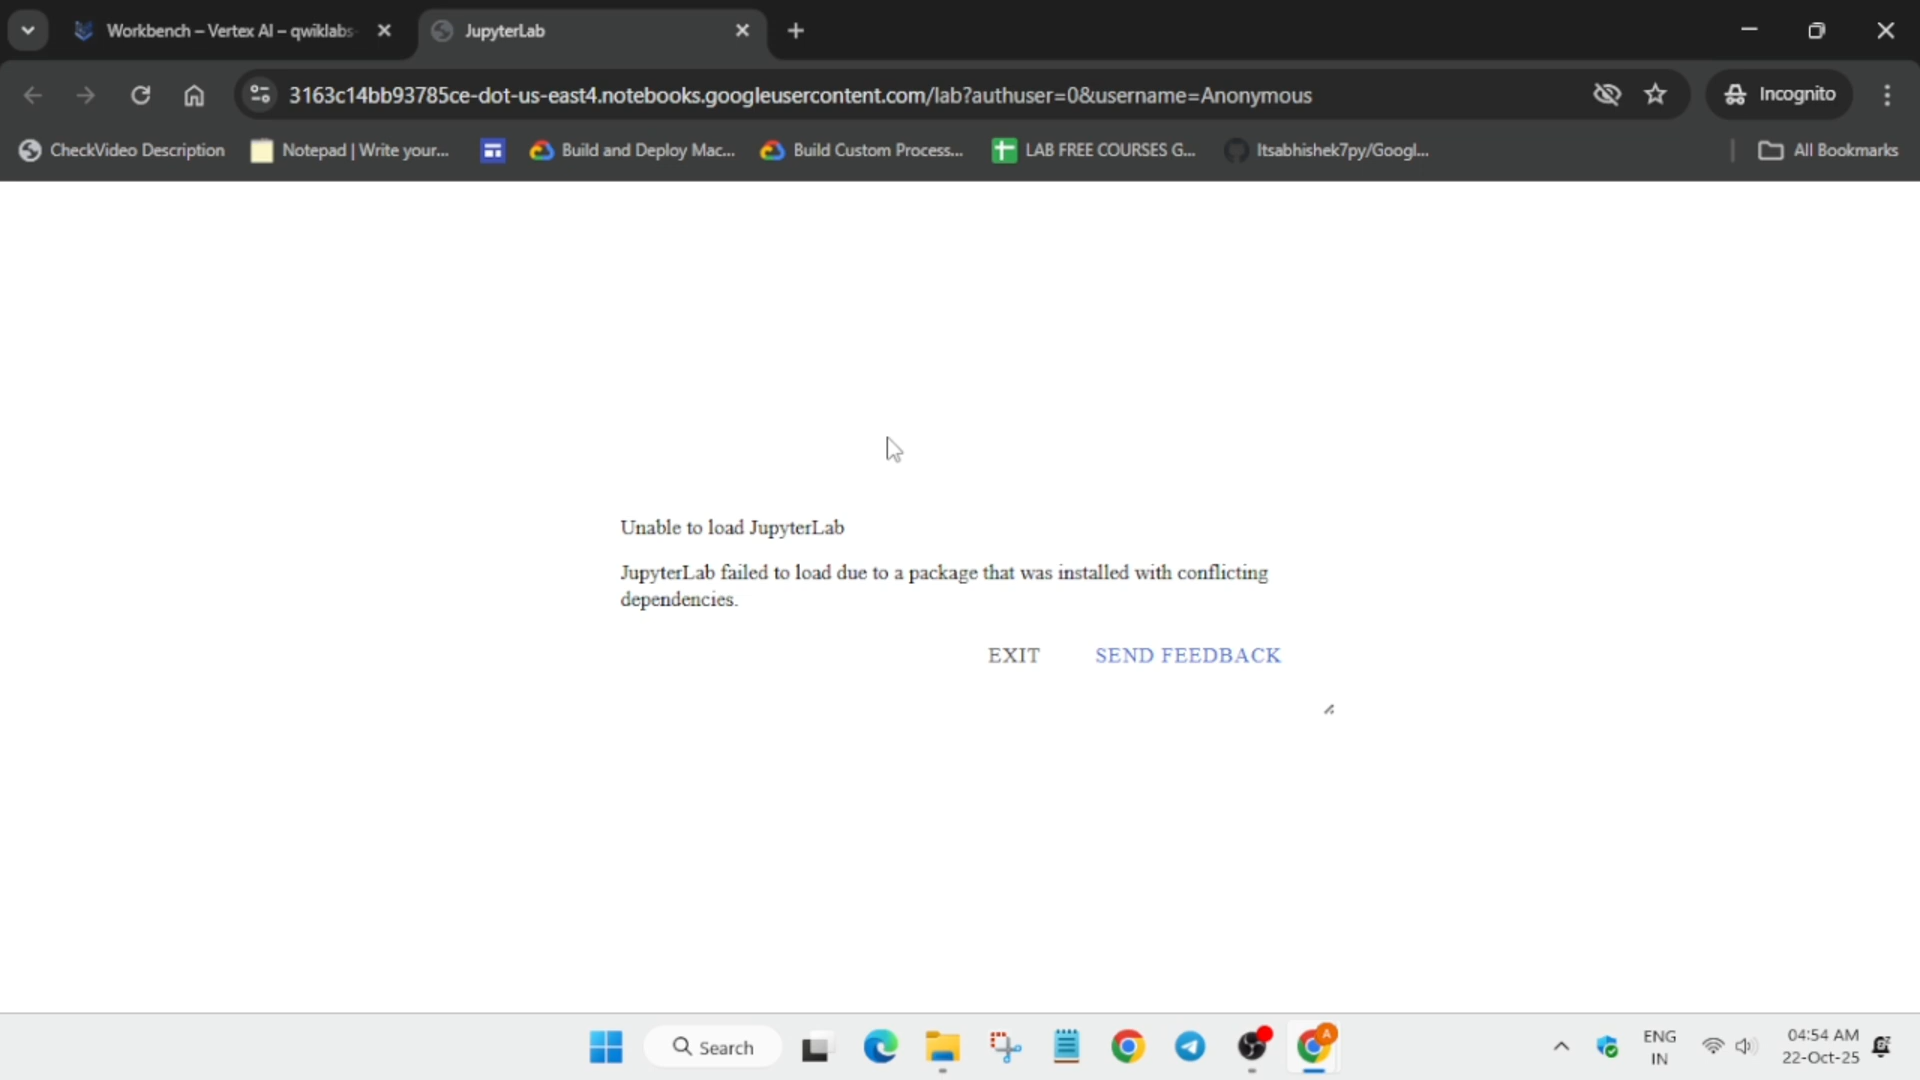 Workbench – Vertex AI – qwiklabs-
JupyterLab
3163c14bb93785ce-dot-us-east4.notebooks.googleusercontent.com/lab?authuser=0&username=Anonymous
Incognito
CheckVideo Description
Notepad | Write your...
Build and Deploy Mac...
Build Custom Process...
LAB FREE COURSES G...
Itsabhishek7py/Googl...
All Bookmarks
Unable to load JupyterLab
JupyterLab failed to load due to a package that was installed with conflicting
dependencies.
EXIT
SEND FEEDBACK
Search
A
ENG
IN
04:54 AM
22-Oct-25